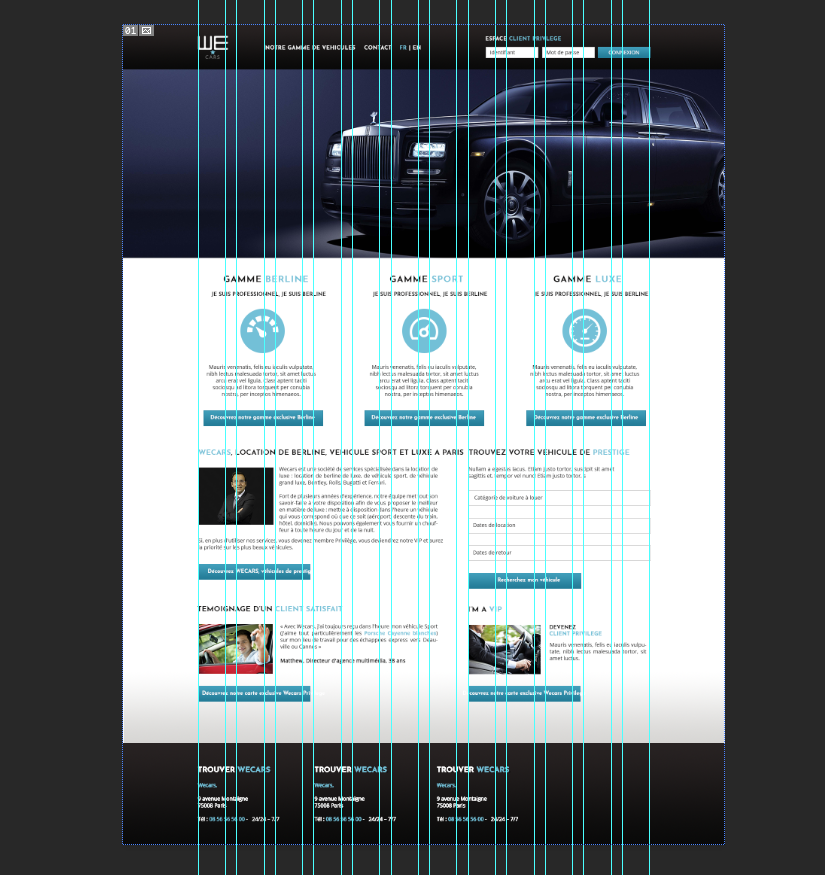 01
WE
CARS
NOTRE GAMME DE VEHICULES CONTACT FR | EN
ESPACE CLIENT PRIVILEGE
Identifiant Mot de passe CONNEXION
GAMME BERLINE
JE SUIS PROFESSIONNEL, JE SUIS BERLINE
Mauris venenatis, felis eu iaculis vulputate,
nibh lectus malesuada tortor, sit amet luctus
arcu erat vel ligula. Class aptent taciti
sociosqu ad litora torquent per conubia
nostra, per inceptos himenaeos.
Découvrez notre gamme exclusive Berline
GAMME SPORT
JE SUIS PROFESSIONNEL, JE SUIS BERLINE
Mauris venenatis, felis eu iaculis vulputate,
nibh lectus malesuada tortor, sit amet luctus
arcu erat vel ligula. Class aptent taciti
sociosqu ad litora torquent per conubia
nostra, per inceptos himenaeos.
Découvrez notre gamme exclusive Berline
GAMME LUXE
JE SUIS PROFESSIONNEL, JE SUIS BERLINE
Mauris venenatis, felis eu iaculis vulputate,
nibh lectus malesuada tortor, sit amet luctus
arcu erat vel ligula. Class aptent taciti
sociosqu ad litora torquent per conubia
nostra, per inceptos himenaeos.
Découvrez notre gamme exclusive Berline
WECARS, LOCATION DE BERLINE, VEHICULE SPORT ET LUXE A PARIS
Wecars est une société de services spécialisée dans la location de
luxe : location de berline de luxe, de véhicule sport, de véhicule
grand luxe, Bentley, Rolls, Bugatti et Ferrari.
Fort de plusieurs années d'expérience, notre équipe met tout son
savoir-faire à votre disposition afin de vous proposer le meilleur
en matière de luxe : mettre à disposition dans l'heure un véhicule
qui vous correspond où que ce soit (aéroport, descente du train,
hôtel, domicile). Nous pouvons également vous fournir un chauf-
feur à toute heure du jour et de la nuit.
Si, en plus d'utiliser nos services, vous devenez membre Privilège, vous deviendrez notre VIP et aurez
la priorité sur les plus beaux véhicules.
Découvrez WECARS, véhicules de prestige
TROUVEZ VOTRE VEHICULE DE PRESTIGE
Nullam a egestas lacus. Etiam justo tortor, suscipit sit amet
sagittis et, tempor vel nunc. Etiam justo tortor, s
Catégorie de voiture à louer
Dates de location
Dates de retour
Recherchez mon véhicule
TEMOIGNAGE D'UN CLIENT SATISFAIT
« Avec Wecars, j'ai toujours reçu dans l'heure mon véhicule Sport
(j'aime tout particulièrement les Porsche Cayenne blanches)
sur mon lieu de travail pour des échappées express vers Deau-
ville ou Cannes »
Matthew, Directeur d'agence multimédia, 38 ans
Découvrez notre carte exclusive Wecars Privilège
I'M A VIP
DEVENEZ
CLIENT PRIVILEGE
Mauris venenatis, felis eu iaculis vulpu-
tate, nibh lectus malesuada tortor, sit
amet luctus.
Découvrez notre carte exclusive Wecars Privilège
TROUVER WECARS
Wecars.
9 avenue Montaigne
75008 Paris
Tél : 08 56 56 56 00 - 24/24 - 7/7
TROUVER WECARS
Wecars.
9 avenue Montaigne
75008 Paris
Tél : 08 56 56 56 00 - 24/24 - 7/7
TROUVER WECARS
Wecars.
9 avenue Montaigne
75008 Paris
Tél : 08 56 56 56 00 - 24/24 - 7/7